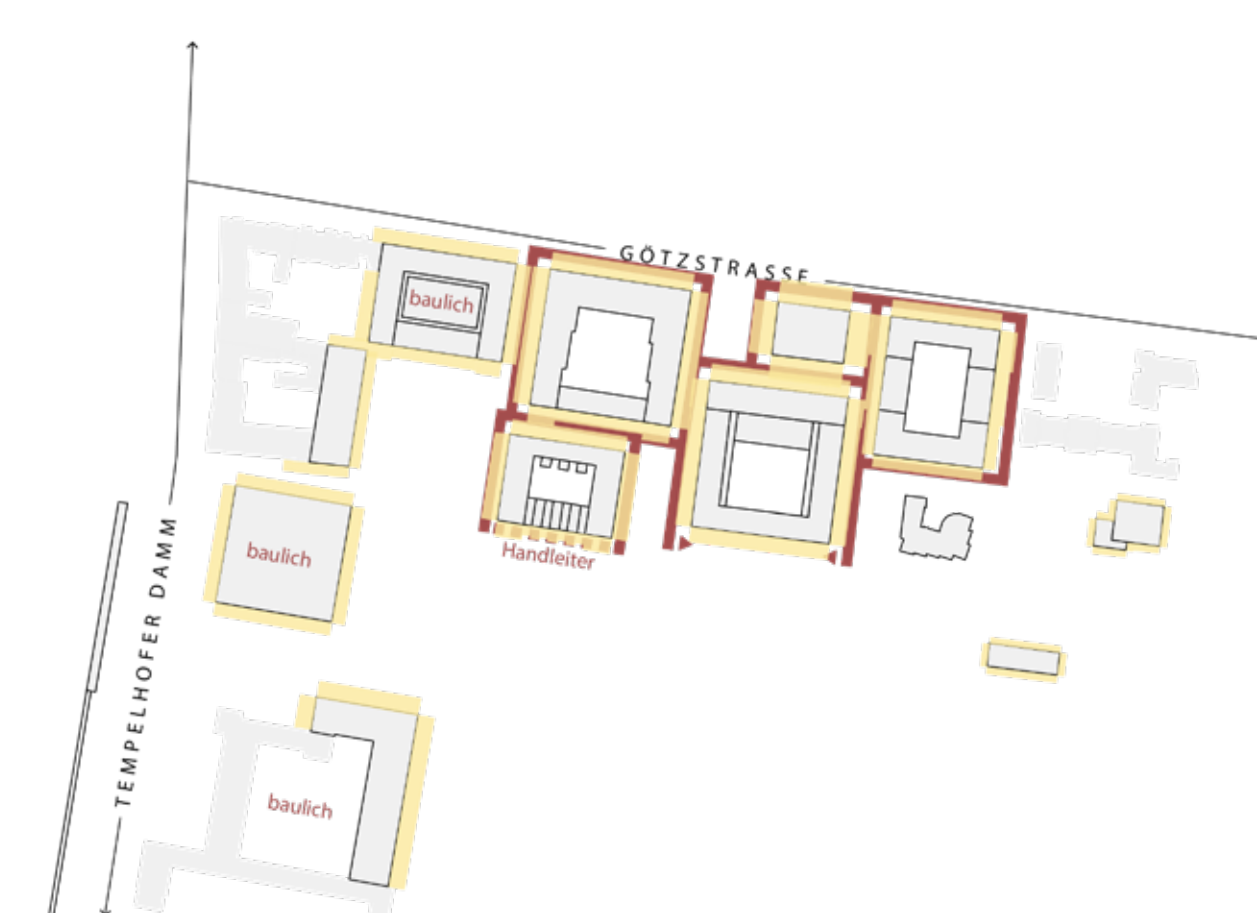 GÖTZSTRASSE
baulich
baulich
Handleiter
TEMPELHOFER DAMM
baulich